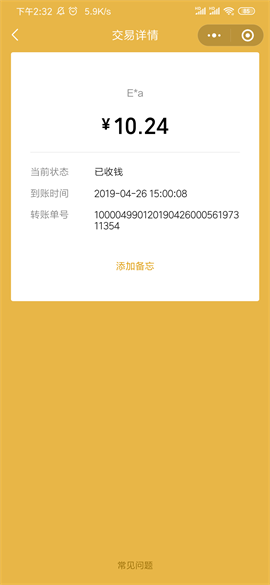 下午2:32 5.9K/s
交易详情
E*a
¥10.24
当前状态 已收钱
到账时间 2019-04-26 15:00:08
转账单号 100004990120190426000561973
11354
添加备忘
常见问题